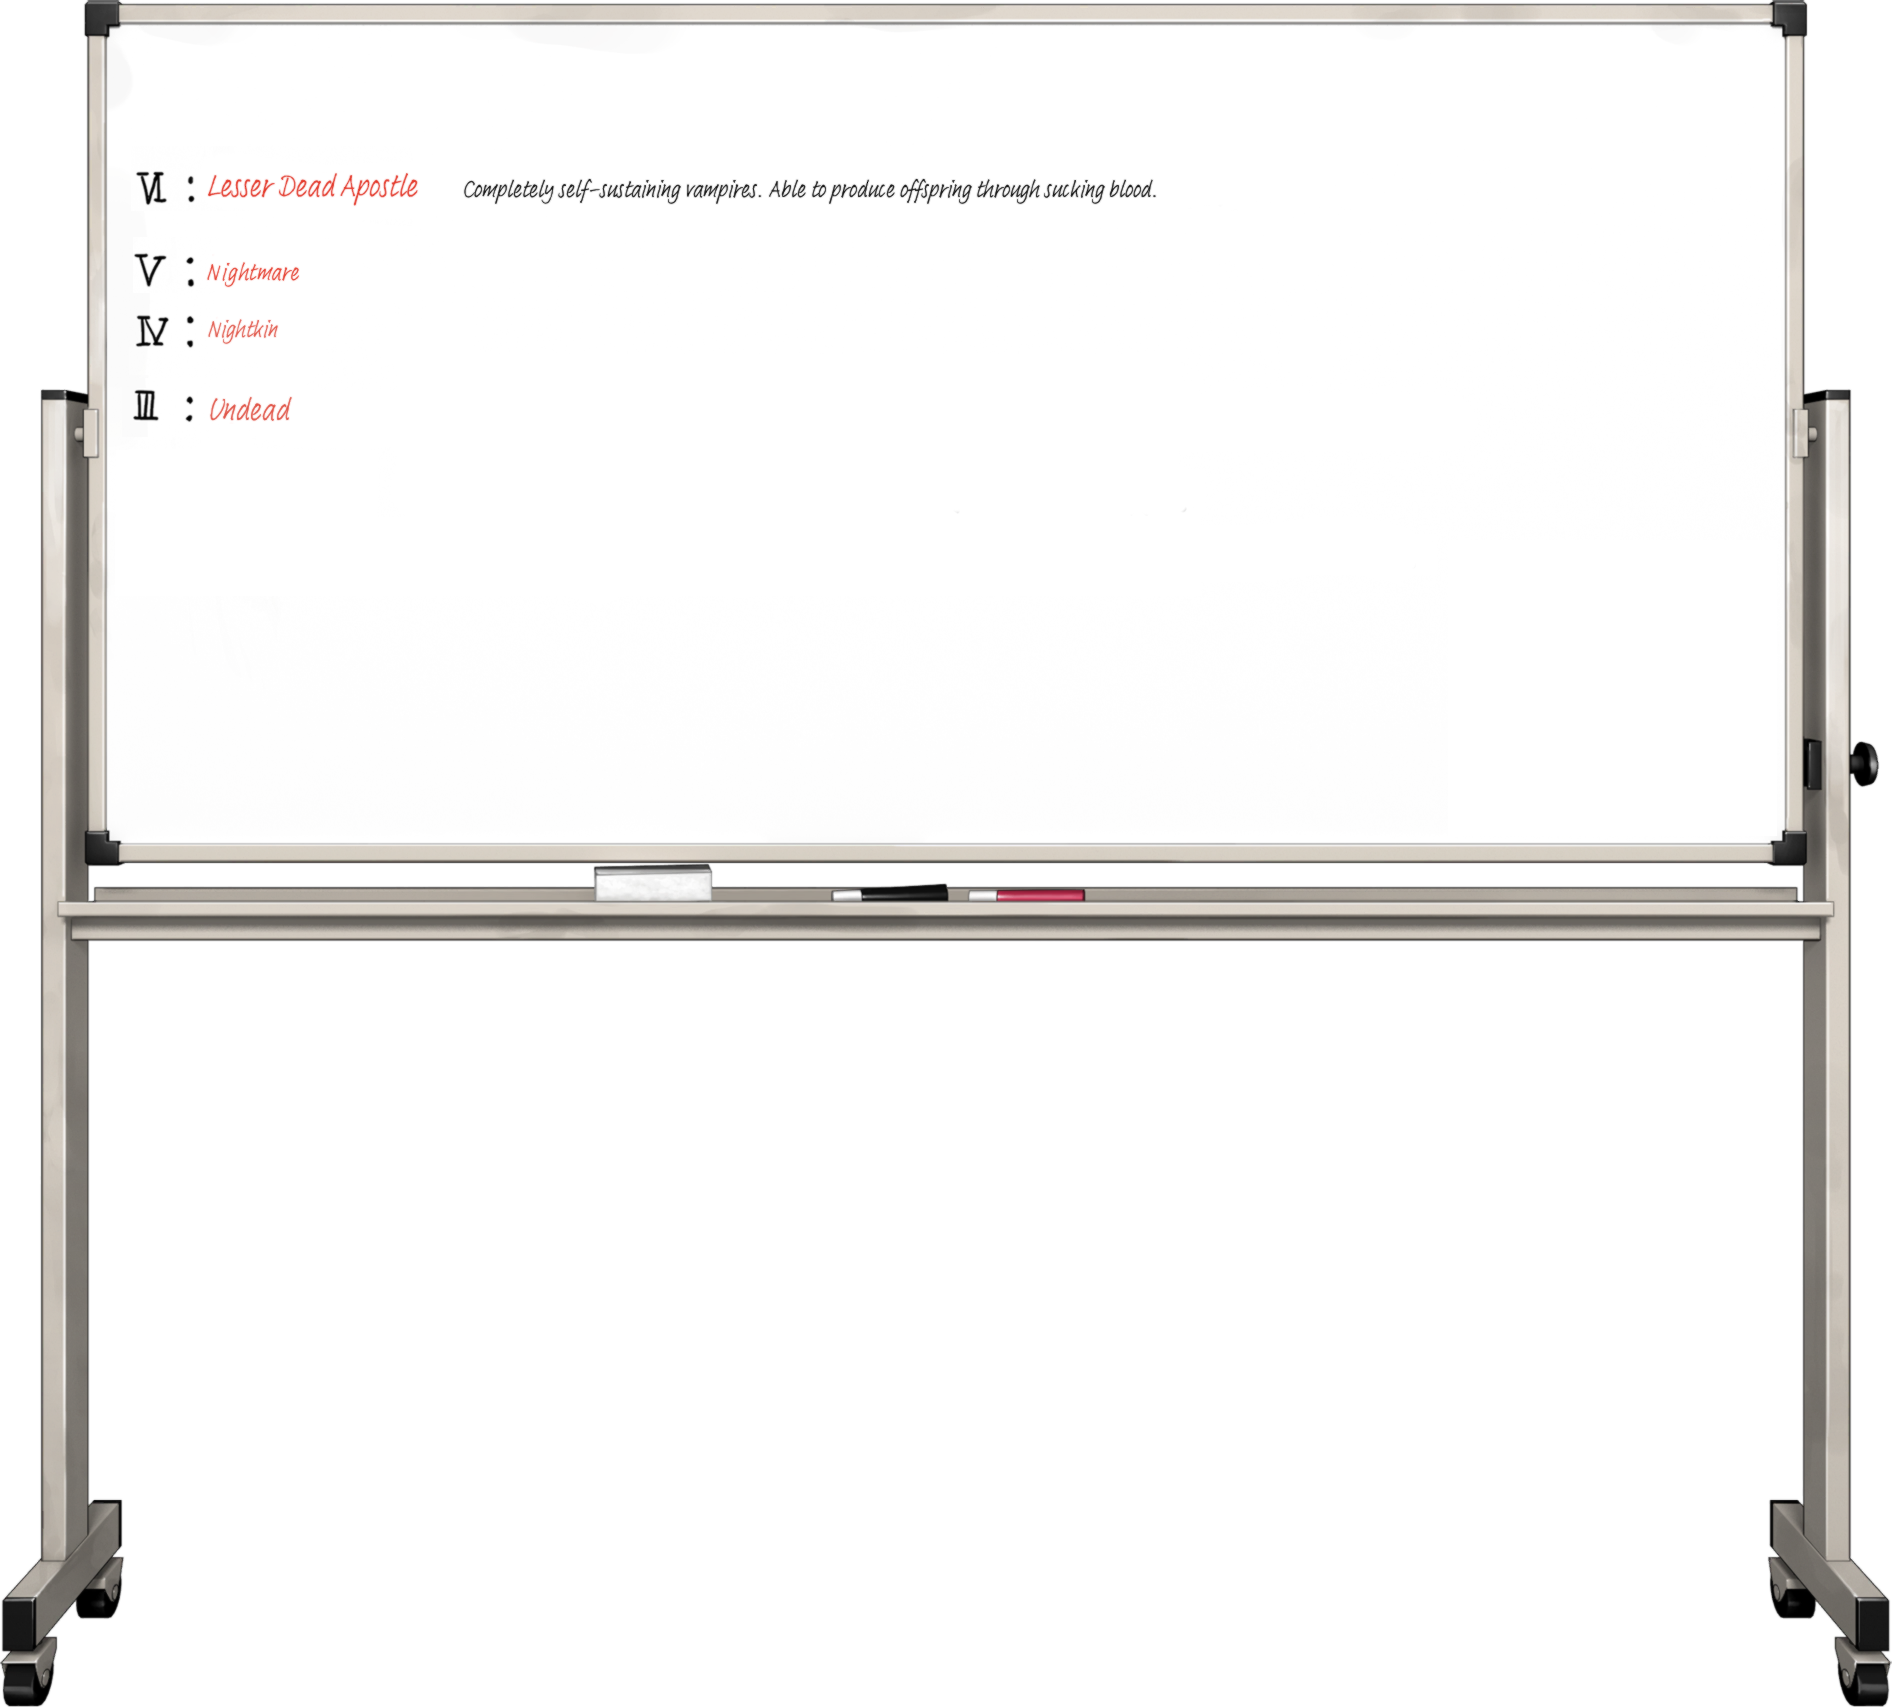 Ⅵ : Lesser Dead Apostle Completely self-sustaining vampires. Able to produce offspring through sucking blood.
Ⅴ : Nightmare
Ⅳ : Nightkin
Ⅲ : Undead